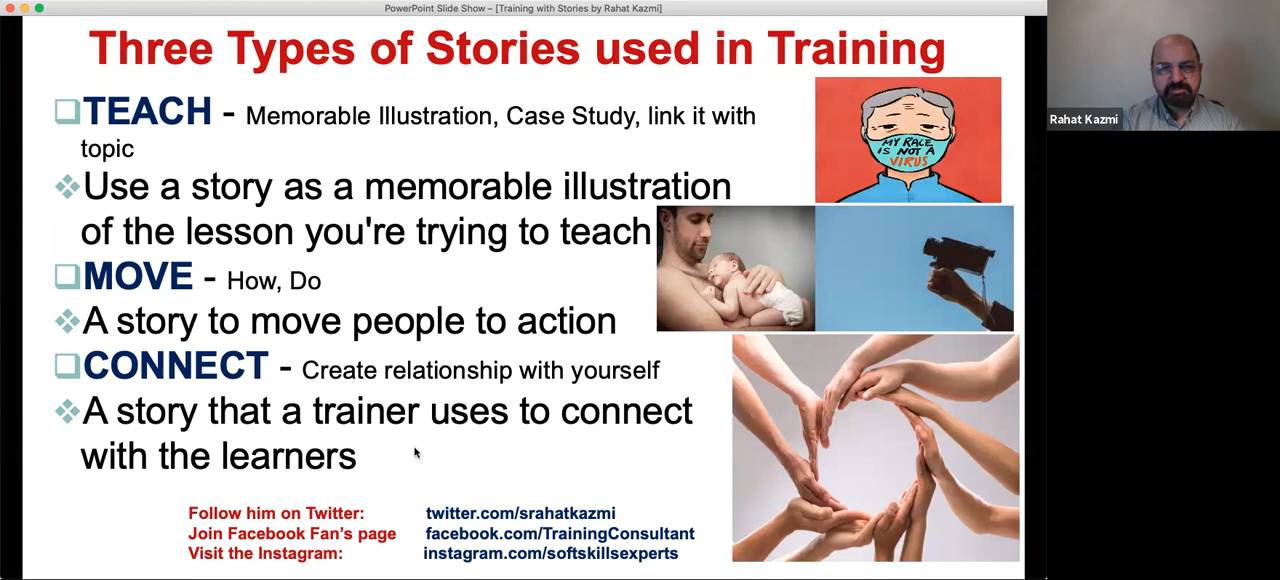 PowerPoint Slide Show – [Training with Stories by Rahat Kazmi]
Three Types of Stories used in Training
TEACH - Memorable Illustration, Case Study, link it with
topic
Use a story as a memorable illustration
of the lesson you're trying to teach
MOVE - How, Do
A story to move people to action
CONNECT - Create relationship with yourself
A story that a trainer uses to connect
with the learners
MY RACE
IS NOT A
VIRUS
Follow him on Twitter: twitter.com/srahatkazmi
Join Facebook Fan's page facebook.com/TrainingConsultant
Visit the Instagram: instagram.com/softskillsexperts
Rahat Kazmi